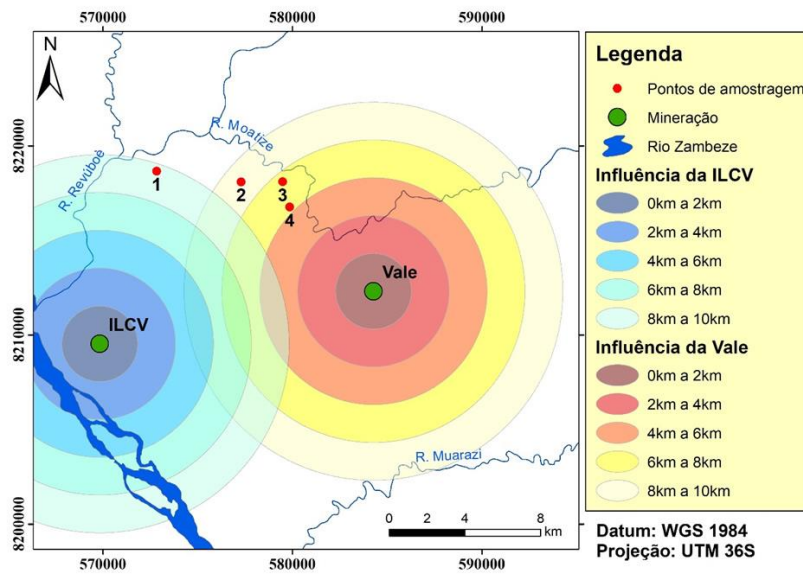 570000 580000 590000
N
8220000
8210000
8200000
R. Revúboè
R. Moatize
1
2
3
4
Vale
ILCV
R. Muarazi
0 2 4 8
km
570000 580000 590000
Legenda
Pontos de amostragem
Mineração
Rio Zambeze
Influência da ILCV
0km a 2km
2km a 4km
4km a 6km
6km a 8km
8km a 10km
Influência da Vale
0km a 2km
2km a 4km
4km a 6km
6km a 8km
8km a 10km
Datum: WGS 1984
Projeção: UTM 36S